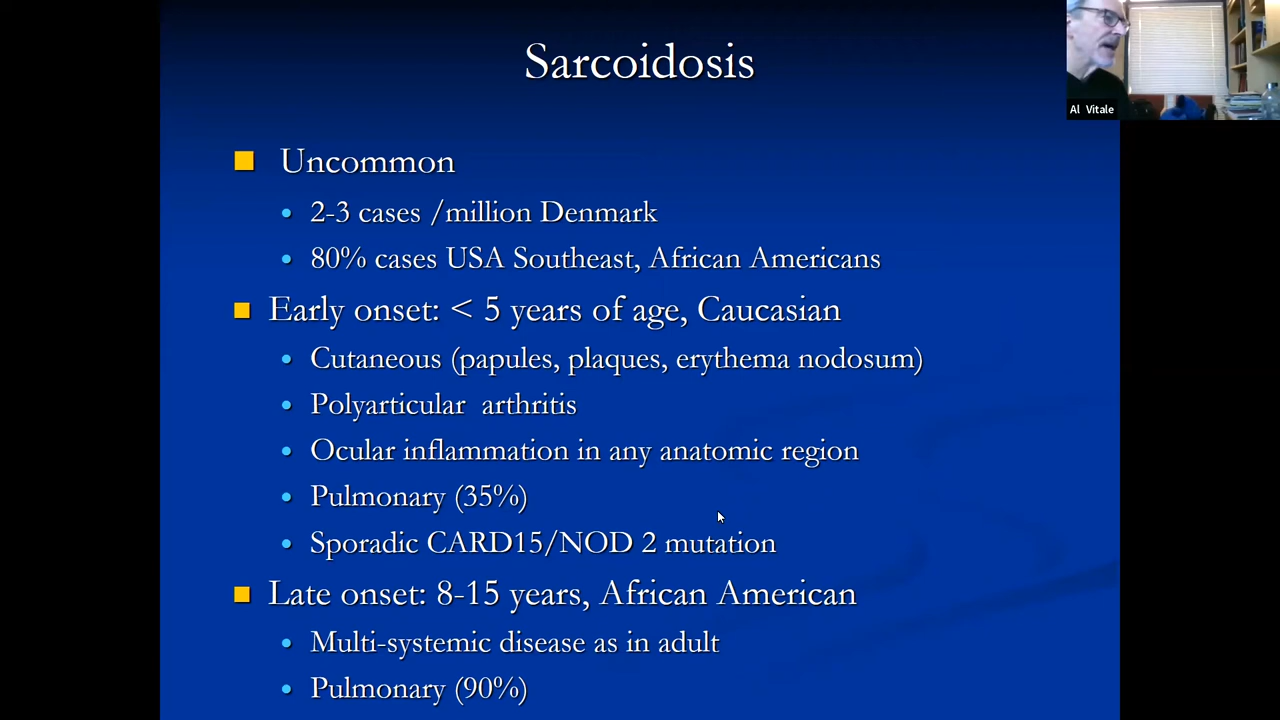 Sarcoidosis
Al Vitale
Uncommon
2-3 cases /million Denmark
80% cases USA Southeast, African Americans
Early onset: < 5 years of age, Caucasian
Cutaneous (papules, plaques, erythema nodosum)
Polyarticular arthritis
Ocular inflammation in any anatomic region
Pulmonary (35%)
Sporadic CARD15/NOD 2 mutation
Late onset: 8-15 years, African American
Multi-systemic disease as in adult
Pulmonary (90%)